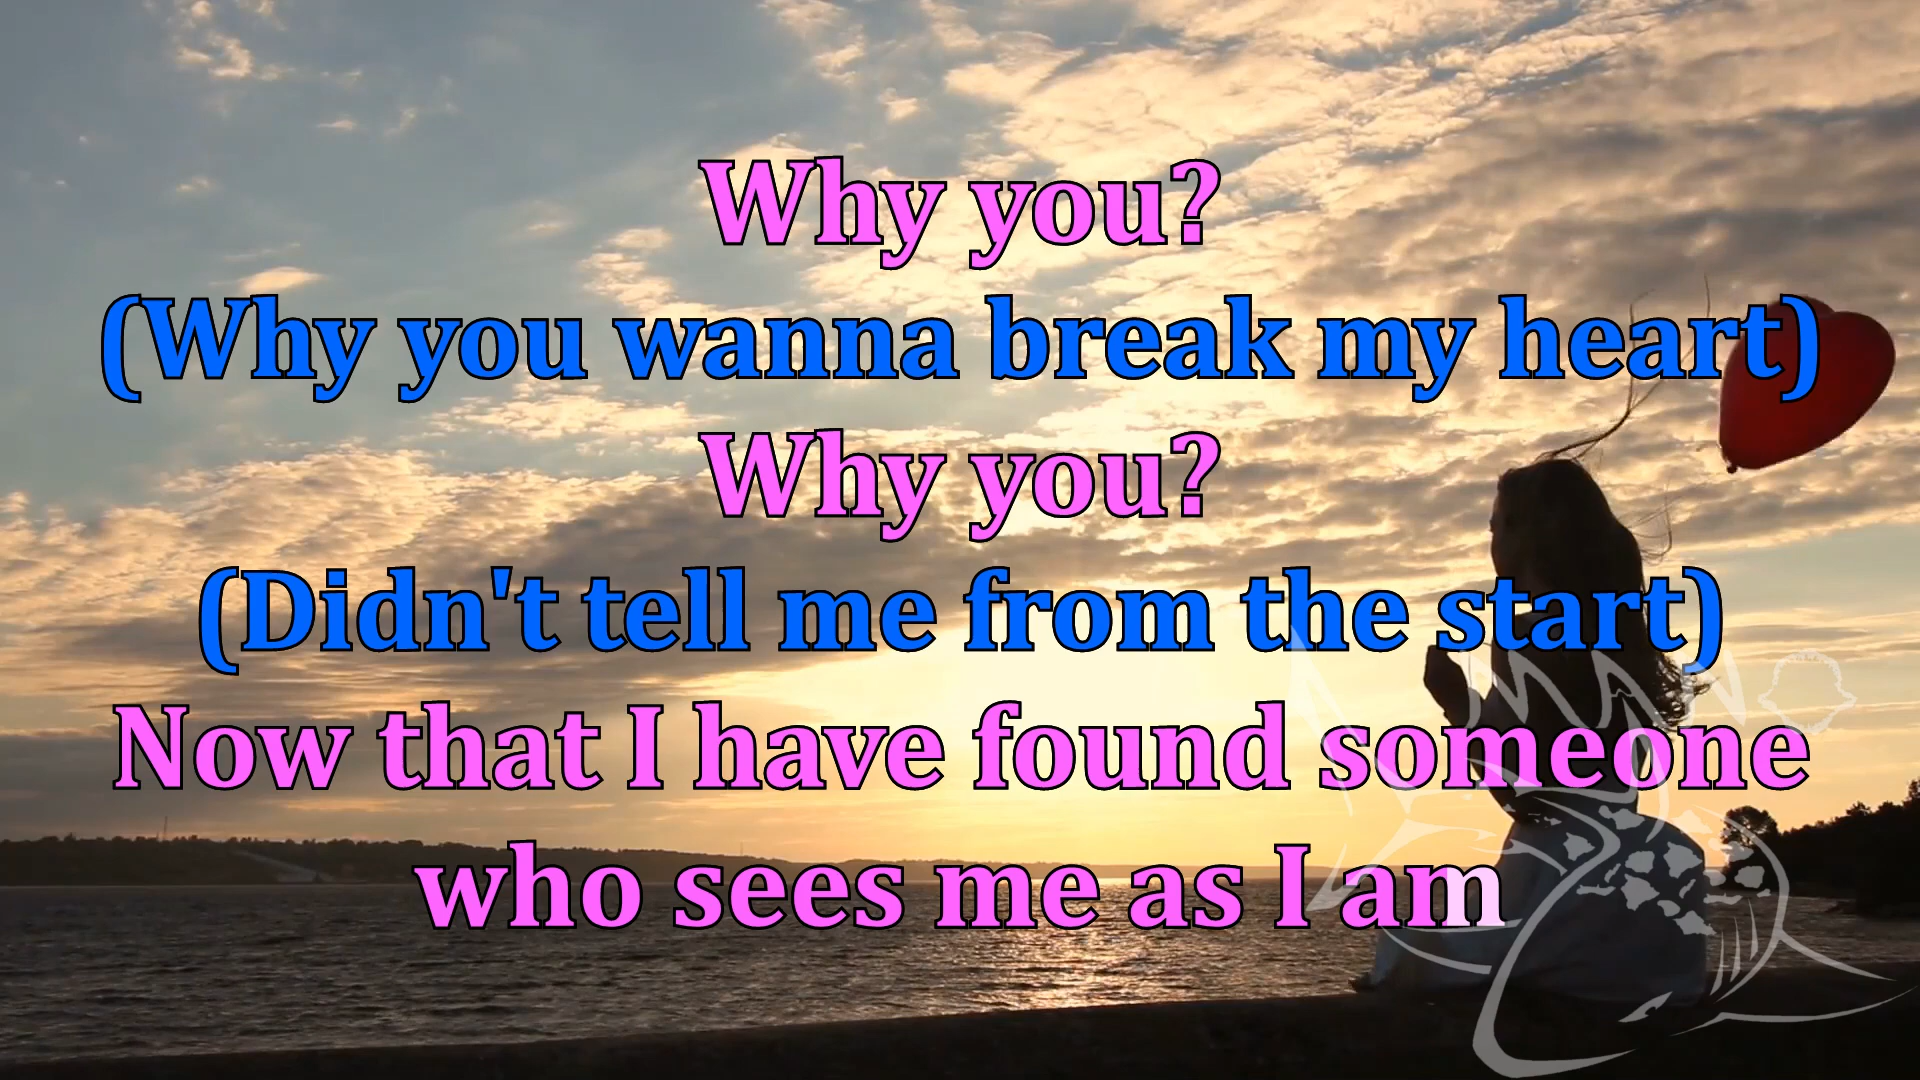 Why you?
(Why you wanna break my heart)
Why you?
(Didn't tell me from the start)
Now that I have found someone
who sees me as I am